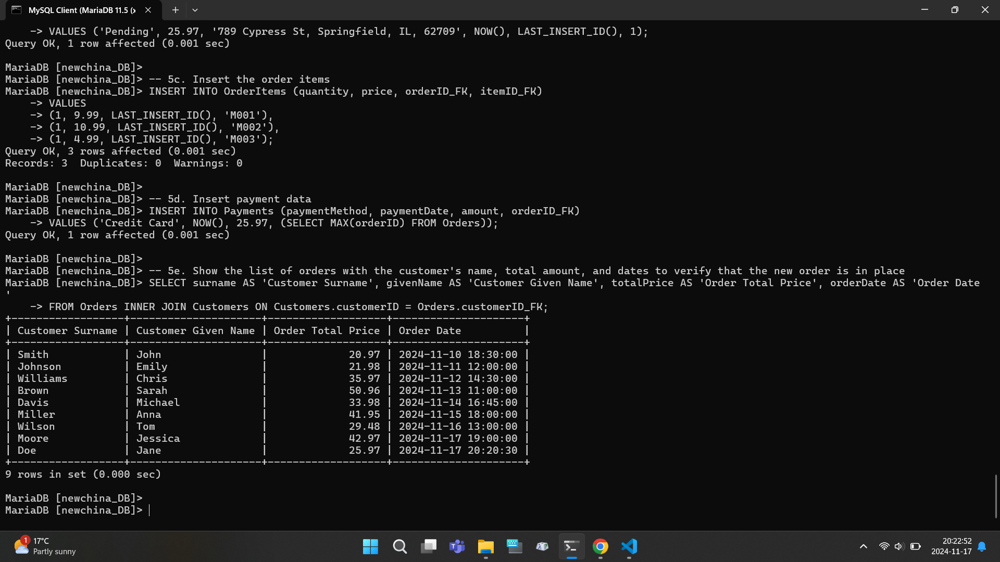 MySQL Client (MariaDB 11.5 (x
-> VALUES ('Pending', 25.97, '789 Cypress St, Springfield, IL, 62709', NOW(), LAST_INSERT_ID(), 1);
Query OK, 1 row affected (0.001 sec)
MariaDB [newchina_DB]>
MariaDB [newchina_DB]> -- 5c. Insert the order items
MariaDB [newchina_DB]> INSERT INTO OrderItems (quantity, price, orderID_FK, itemID_FK)
-> VALUES
-> (1, 9.99, LAST_INSERT_ID(), 'M001'),
-> (1, 10.99, LAST_INSERT_ID(), 'M002'),
-> (1, 4.99, LAST_INSERT_ID(), 'M003');
Query OK, 3 rows affected (0.001 sec)
Records: 3  Duplicates: 0  Warnings: 0
MariaDB [newchina_DB]>
MariaDB [newchina_DB]> -- 5d. Insert payment data
MariaDB [newchina_DB]> INSERT INTO Payments (paymentMethod, paymentDate, amount, orderID_FK)
-> VALUES ('Credit Card', NOW(), 25.97, (SELECT MAX(orderID) FROM Orders));
Query OK, 1 row affected (0.001 sec)
MariaDB [newchina_DB]>
MariaDB [newchina_DB]> -- 5e. Show the list of orders with the customer's name, total amount, and dates to verify that the new order is in place
MariaDB [newchina_DB]> SELECT surname AS 'Customer Surname', givenName AS 'Customer Given Name', totalPrice AS 'Order Total Price', orderDate AS 'Order Date
'
-> FROM Orders INNER JOIN Customers ON Customers.customerID = Orders.customerID_FK;
+-------------------+---------------------+-------------------+---------------------+
| Customer Surname | Customer Given Name | Order Total Price | Order Date |
+-------------------+---------------------+-------------------+---------------------+
| Smith | John | 20.97 | 2024-11-10 18:30:00 |
| Johnson | Emily | 21.98 | 2024-11-11 12:00:00 |
| Williams | Chris | 35.97 | 2024-11-12 14:30:00 |
| Brown | Sarah | 50.96 | 2024-11-13 11:00:00 |
| Davis | Michael | 33.98 | 2024-11-14 16:45:00 |
| Miller | Anna | 41.95 | 2024-11-15 18:00:00 |
| Wilson | Tom | 29.48 | 2024-11-16 13:00:00 |
| Moore | Jessica | 42.97 | 2024-11-17 19:00:00 |
| Doe | Jane | 25.97 | 2024-11-17 20:20:30 |
+-------------------+---------------------+-------------------+---------------------+
9 rows in set (0.000 sec)
MariaDB [newchina_DB]>
MariaDB [newchina_DB]>
1
17°C
Partly sunny
20:22:52
2024-11-17